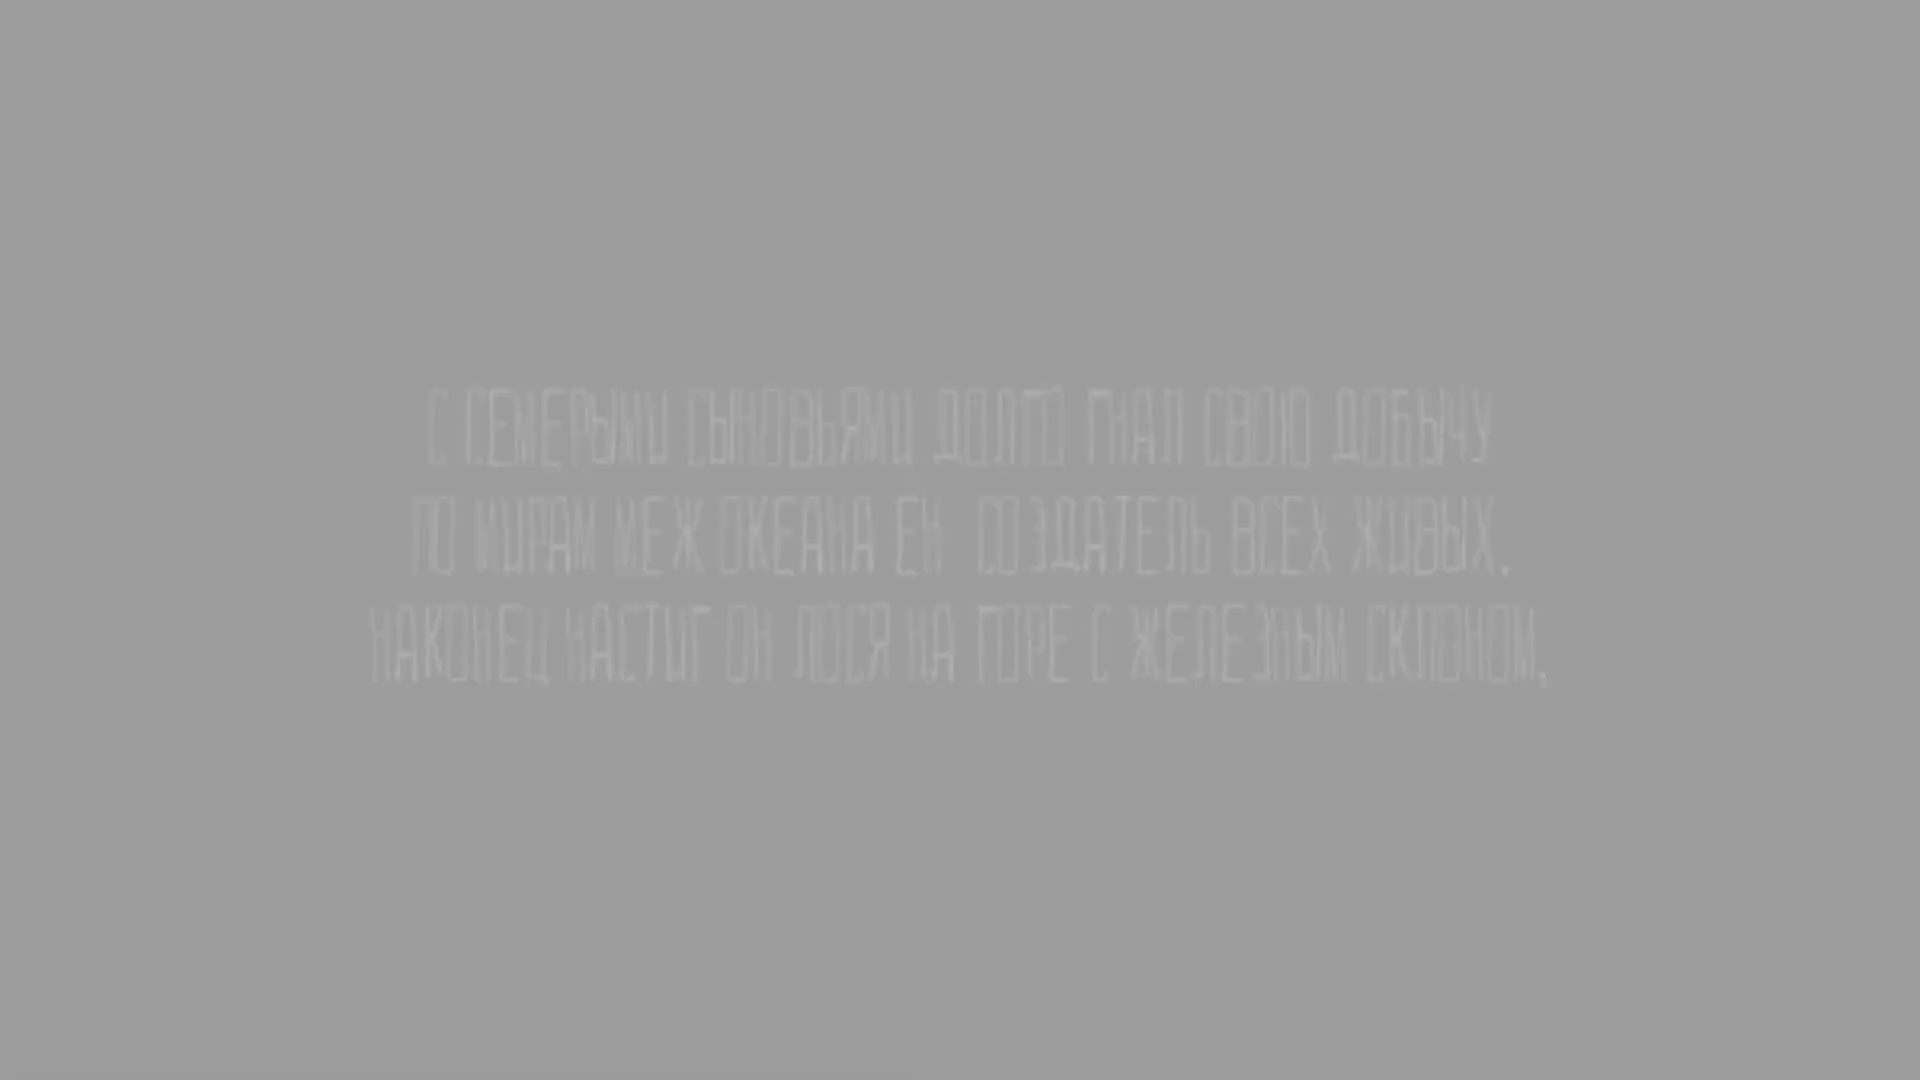 С СЕМЕРЫМИ СЫНОВЬЯМИ ДОЛГО ГНАЛ СВОЮ ДОБЫЧУ
ПО МИРАМ МЕЖ ОКЕАНА ЕН СОЗДАТЕЛЬ ВСЕХ ЖИВЫХ.
НАКОНЕЦ НАСТИГ ОН ЛОСЯ НА ГОРЕ С ЖЕЛЕЗНЫМ СКЛОНОМ,